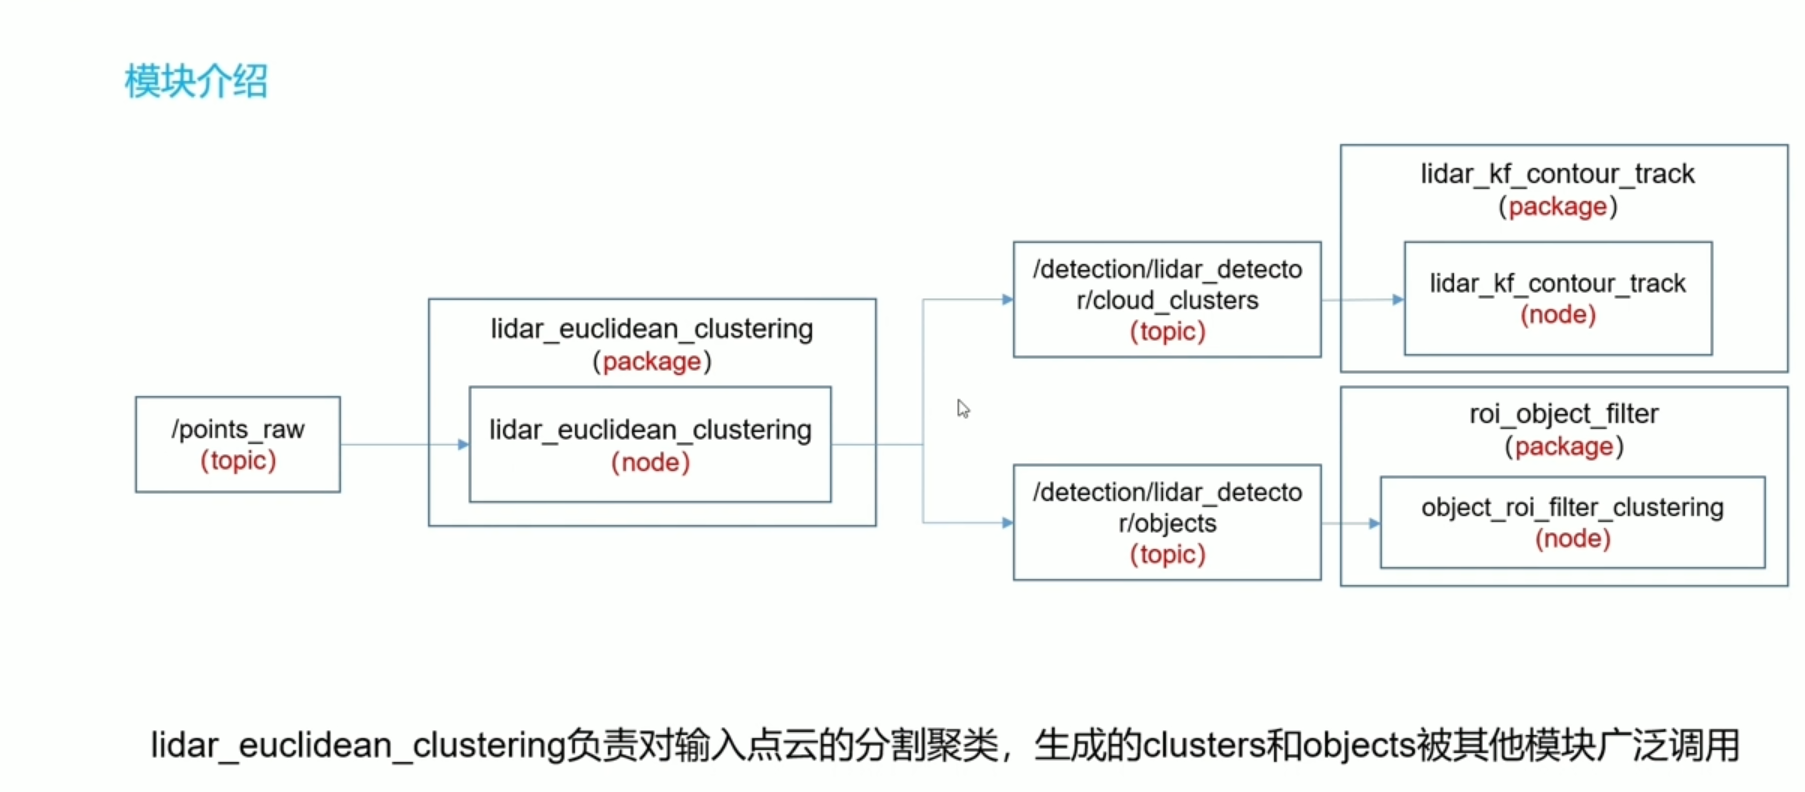 模块介绍
/points_raw
(topic)
lidar_euclidean_clustering
(package)
lidar_euclidean_clustering
(node)
/detection/lidar_detecto
r/cloud_clusters
(topic)
/detection/lidar_detecto
r/objects
(topic)
lidar_kf_contour_track
(package)
lidar_kf_contour_track
(node)
roi_object_filter
(package)
object_roi_filter_clustering
(node)
lidar_euclidean_clustering负责对输入点云的分割聚类，生成的clusters和objects被其他模块广泛调用